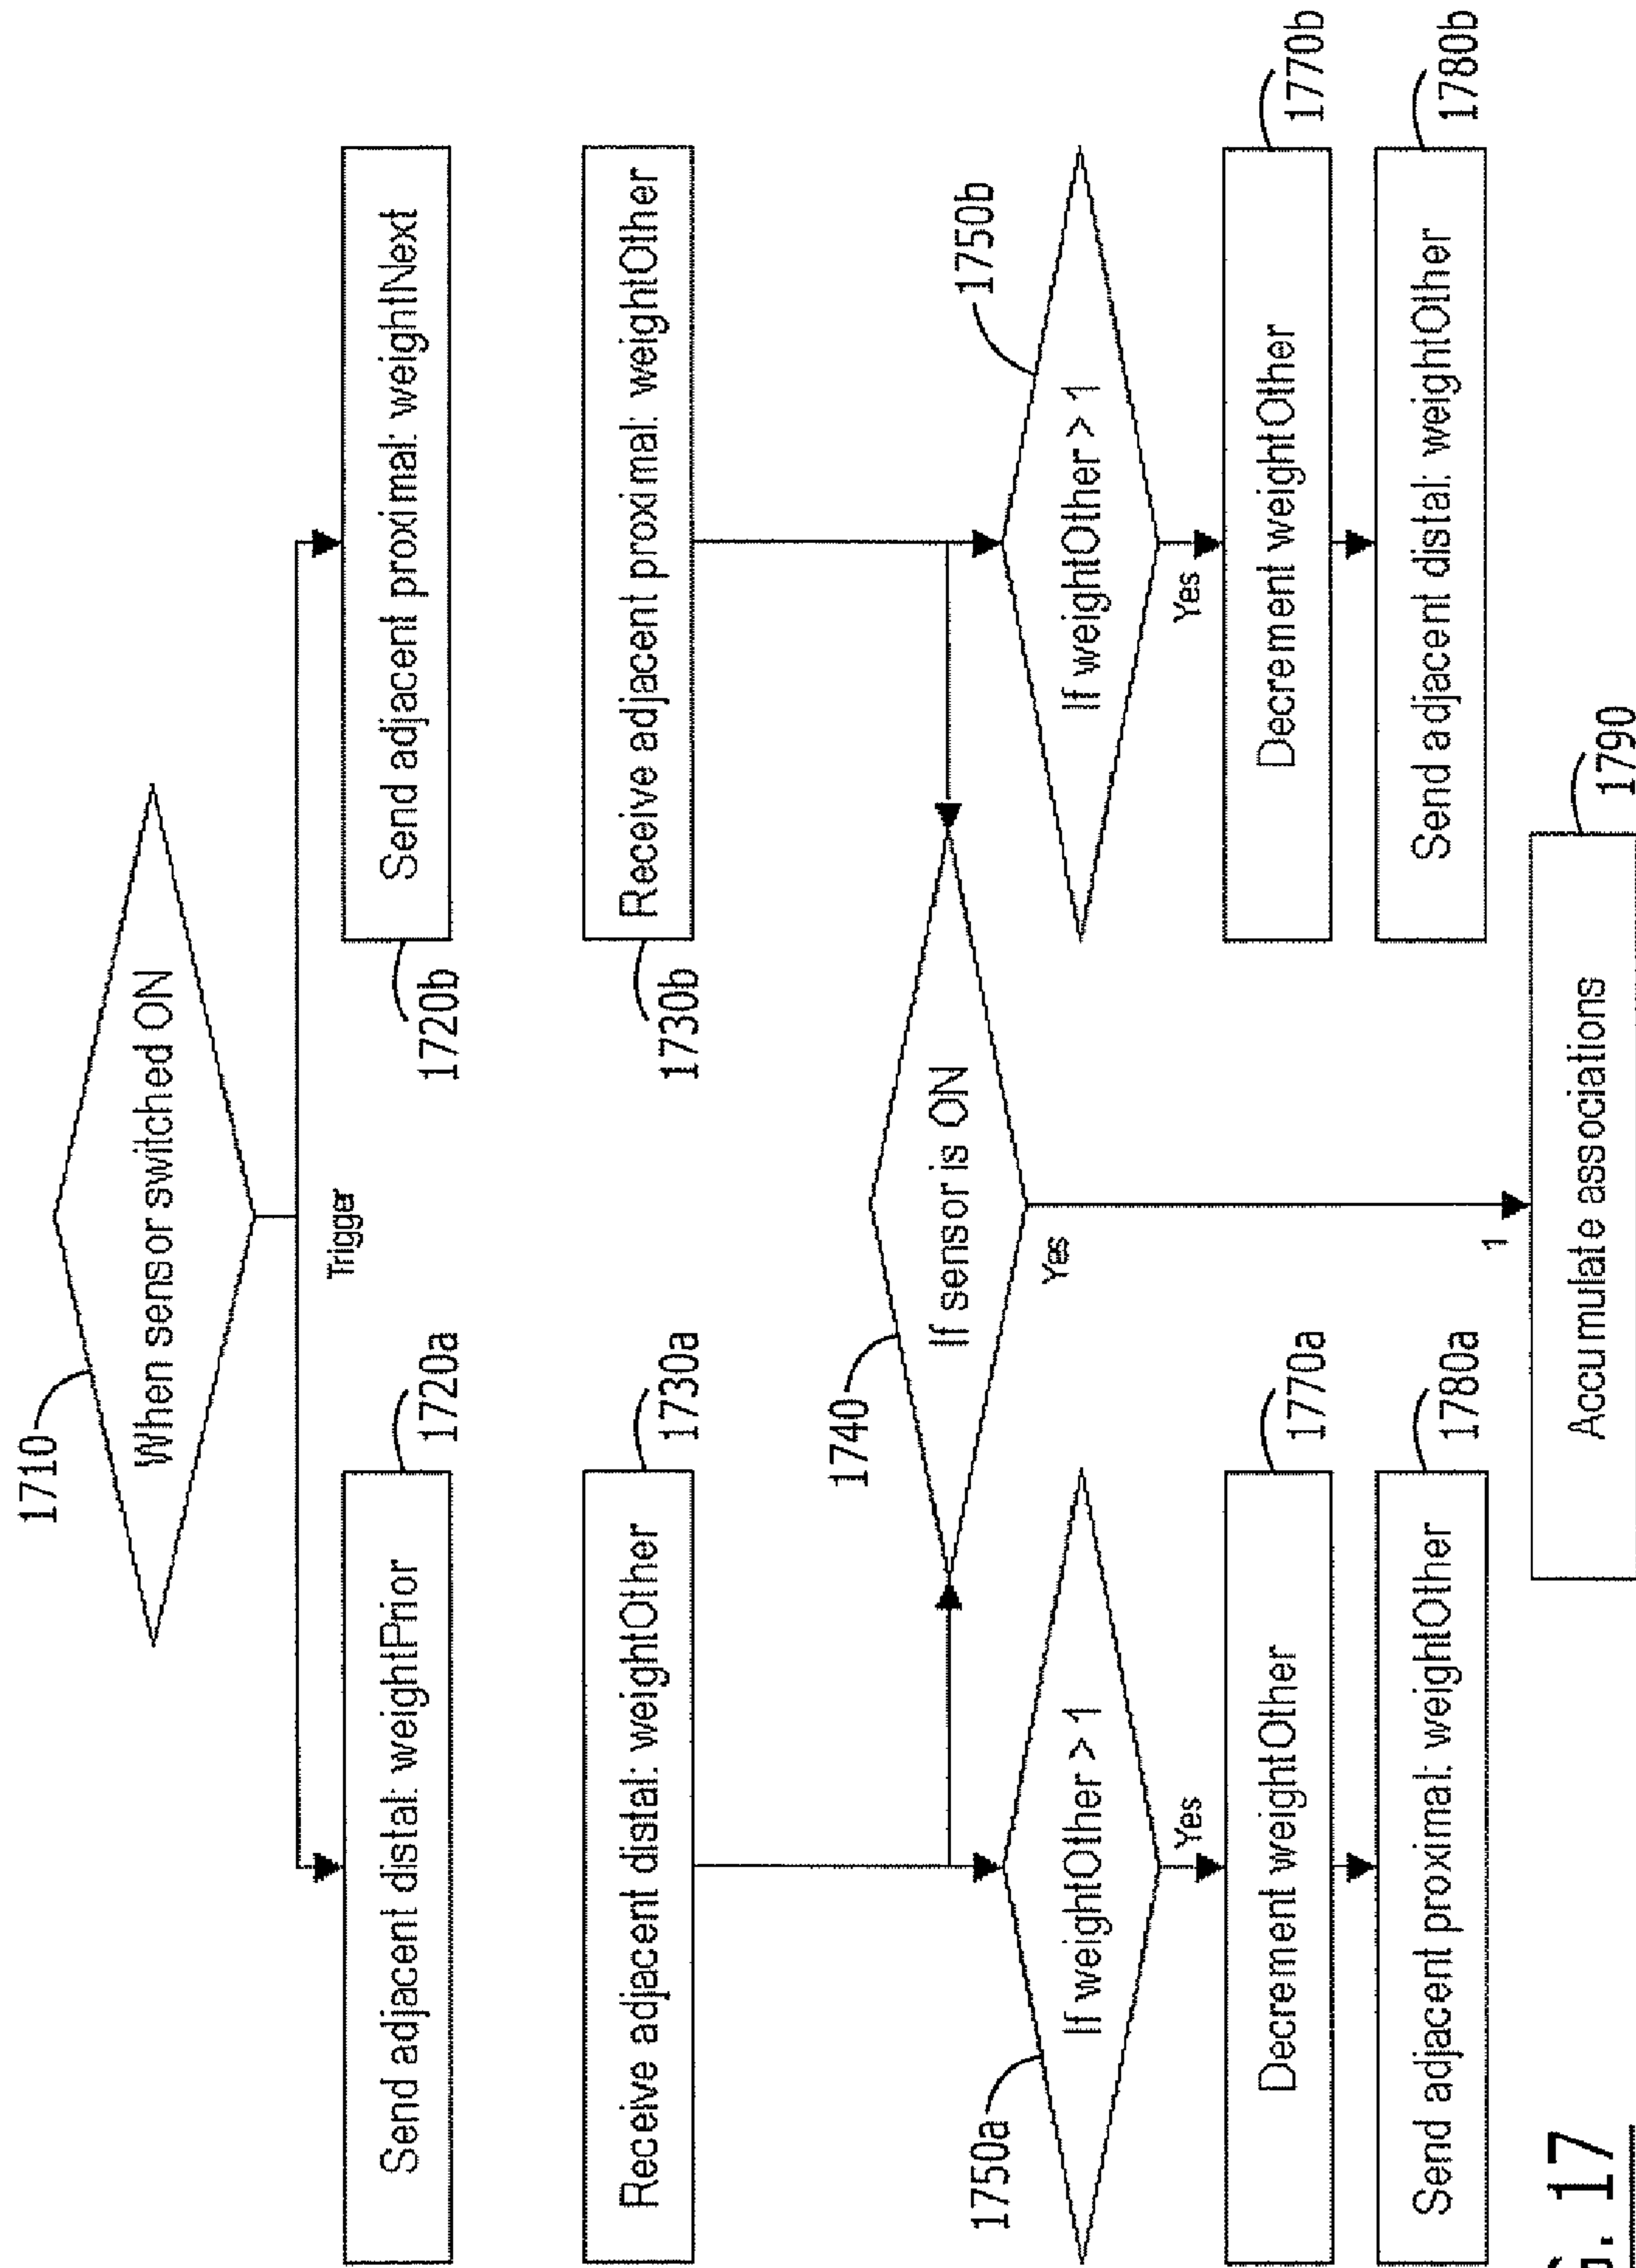 1710
When sensor switched ON
Trigger
Send adjacent distal: weightPrior
1720a
1720b
Send adjacent proximal: weightNext
Receive adjacent distal: weightOther
1730a
1730b
Receive adjacent proximal: weightOther
1740
If sensor is ON
Yes
1750a
If weightOther > 1
Yes
1750b
If weightOther > 1
Yes
Decrement weightOther
1770a
Decrement weightOther
1770b
Send adjacent proximal: weightOther
1780a
Send adjacent distal: weightOther
1780b
1
Accumulate associations
1790
G. 17